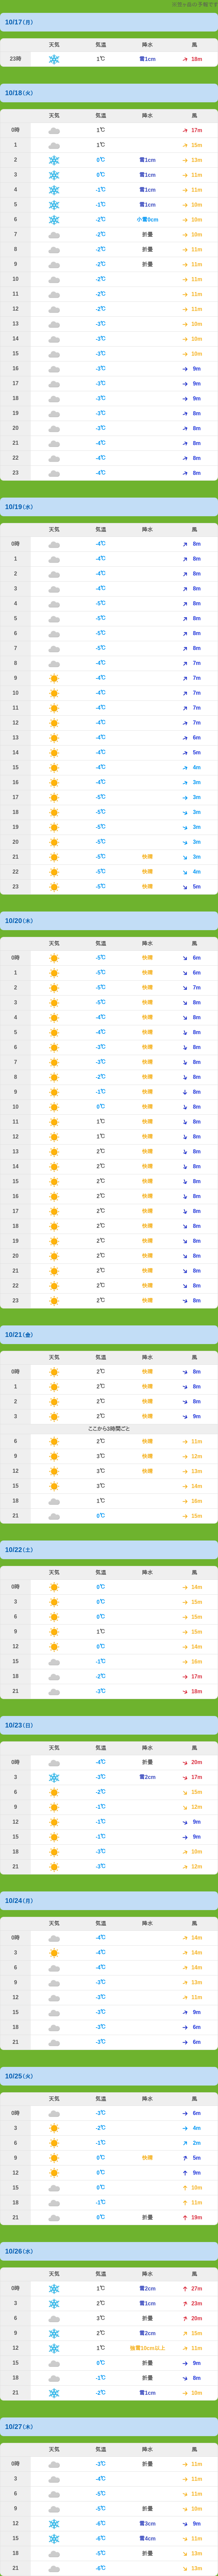 天気&風の予報です
10/17(月)
天気 気温 降水 風
23時 1℃ 雪1cm 18m
10/18(火)
天気 気温 降水 風
0時 1℃ 17m
1 1℃ 15m
2 0℃ 雪1cm 13m
3 0℃ 雪1cm 11m
4 -1℃ 雪1cm 11m
5 -1℃ 雪1cm 10m
6 -2℃ 小雪0cm 10m
7 -2℃ 折曇 10m
8 -2℃ 折曇 11m
9 -2℃ 折曇 11m
10 -2℃ 11m
11 -2℃ 11m
12 -2℃ 11m
13 -3℃ 10m
14 -3℃ 10m
15 -3℃ 10m
16 -3℃ 9m
17 -3℃ 9m
18 -3℃ 9m
19 -3℃ 8m
20 -3℃ 8m
21 -4℃ 8m
22 -4℃ 8m
23 -4℃ 8m
10/19(水)
天気 気温 降水 風
0時 -4℃ 8m
1 -4℃ 8m
2 -4℃ 8m
3 -4℃ 8m
4 -5℃ 8m
5 -5℃ 8m
6 -5℃ 8m
7 -5℃ 8m
8 -4℃ 7m
9 -4℃ 7m
10 -4℃ 7m
11 -4℃ 7m
12 -4℃ 7m
13 -4℃ 6m
14 -4℃ 5m
15 -4℃ 4m
16 -4℃ 3m
17 -5℃ 3m
18 -5℃ 3m
19 -5℃ 3m
20 -5℃ 3m
21 -5℃ 快晴 3m
22 -5℃ 快晴 4m
23 -5℃ 快晴 5m
10/20(木)
天気 気温 降水 風
0時 -5℃ 快晴 6m
1 -5℃ 快晴 6m
2 -5℃ 快晴 7m
3 -5℃ 快晴 8m
4 -4℃ 快晴 8m
5 -4℃ 快晴 8m
6 -3℃ 快晴 8m
7 -3℃ 快晴 8m
8 -2℃ 快晴 8m
9 -1℃ 快晴 8m
10 0℃ 快晴 8m
11 1℃ 快晴 8m
12 1℃ 快晴 8m
13 2℃ 快晴 8m
14 2℃ 快晴 8m
15 2℃ 快晴 8m
16 2℃ 快晴 8m
17 2℃ 快晴 8m
18 2℃ 快晴 8m
19 2℃ 快晴 8m
20 2℃ 快晴 8m
21 2℃ 快晴 8m
22 2℃ 快晴 8m
23 2℃ 快晴 8m
10/21(金)
天気 気温 降水 風
0時 2℃ 快晴 8m
1 2℃ 快晴 8m
2 2℃ 快晴 8m
3 2℃ 快晴 9m
ここから3時間ごと
6 2℃ 快晴 11m
9 3℃ 快晴 12m
12 3℃ 快晴 13m
15 3℃ 14m
18 1℃ 16m
21 0℃ 15m
10/22(土)
天気 気温 降水 風
0時 0℃ 14m
3 0℃ 15m
6 0℃ 15m
9 1℃ 15m
12 0℃ 14m
15 -1℃ 16m
18 -2℃ 17m
21 -3℃ 18m
10/23(日)
天気 気温 降水 風
0時 -4℃ 折曇 20m
3 -3℃ 雪2cm 17m
6 -2℃ 15m
9 -1℃ 12m
12 -1℃ 9m
15 -1℃ 9m
18 -3℃ 10m
21 -3℃ 12m
10/24(月)
天気 気温 降水 風
0時 -4℃ 14m
3 -4℃ 14m
6 -4℃ 14m
9 -3℃ 13m
12 -3℃ 11m
15 -3℃ 9m
18 -3℃ 6m
21 -3℃ 6m
10/25(火)
天気 気温 降水 風
0時 -3℃ 6m
3 -2℃ 4m
6 -1℃ 2m
9 0℃ 快晴 5m
12 0℃ 9m
15 0℃ 10m
18 -1℃ 11m
21 0℃ 折曇 19m
10/26(水)
天気 気温 降水 風
0時 1℃ 雪2cm 27m
3 2℃ 雪1cm 23m
6 3℃ 折曇 20m
9 2℃ 雪2cm 15m
12 1℃ 強雪10cm以上 11m
15 0℃ 折曇 9m
18 -1℃ 折曇 8m
21 -2℃ 雪1cm 10m
10/27(木)
天気 気温 降水 風
0時 -3℃ 折曇 11m
3 -4℃ 11m
6 -5℃ 11m
9 -5℃ 折曇 10m
12 -6℃ 雪3cm 9m
15 -6℃ 雪4cm 11m
18 -5℃ 折曇 13m
21 -6℃ 13m